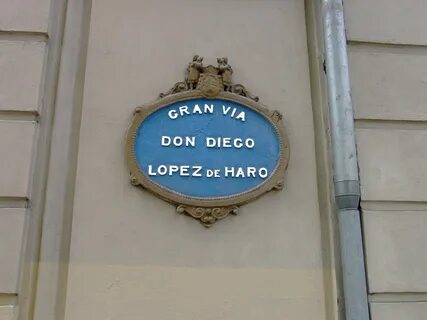 GRAN VIA
DON DIEGO
LOPEZ DE HARO